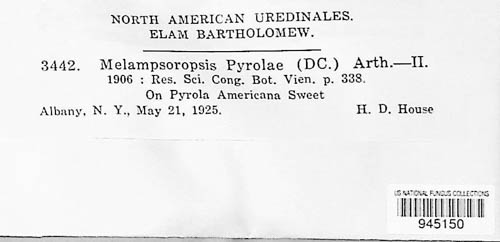 NORTH AMERICAN UREDINALES.
ELAM BARTHOLOMEW.
3442. Melampsoropsis Pyrolae (DC.) Arth.—II.
1906 : Res. Sci. Cong. Bot. Vien. p. 338.
On Pyrola Americana Sweet
Albany, N. Y., May 21, 1925. H. D. House
US NATIONAL FUNGUS COLLECTIONS
945150